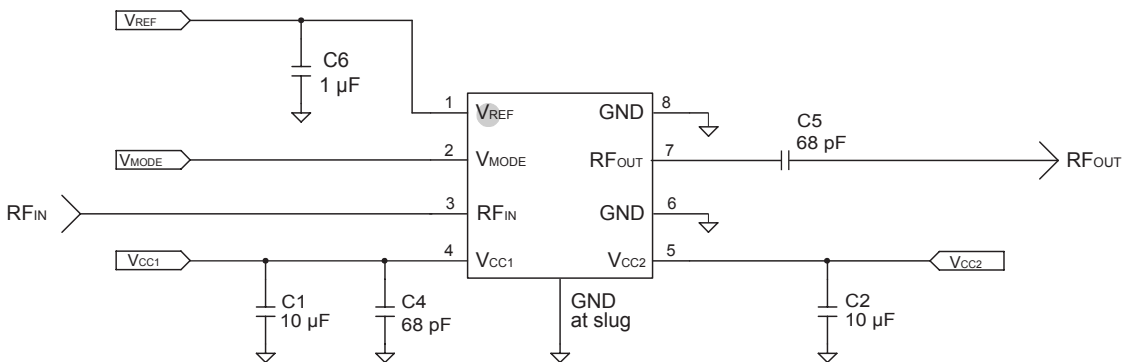 VREF
C6
1 µF
1
VREF
GND
8
C5
68 pF
VMODE
2
VMODE
RFOUT
7
RFOUT
RFIN
3
RFIN
GND
6
VCC1
4
VCC1
VCC2
5
VCC2
C1
10 µF
C4
68 pF
GND
at slug
C2
10 µF